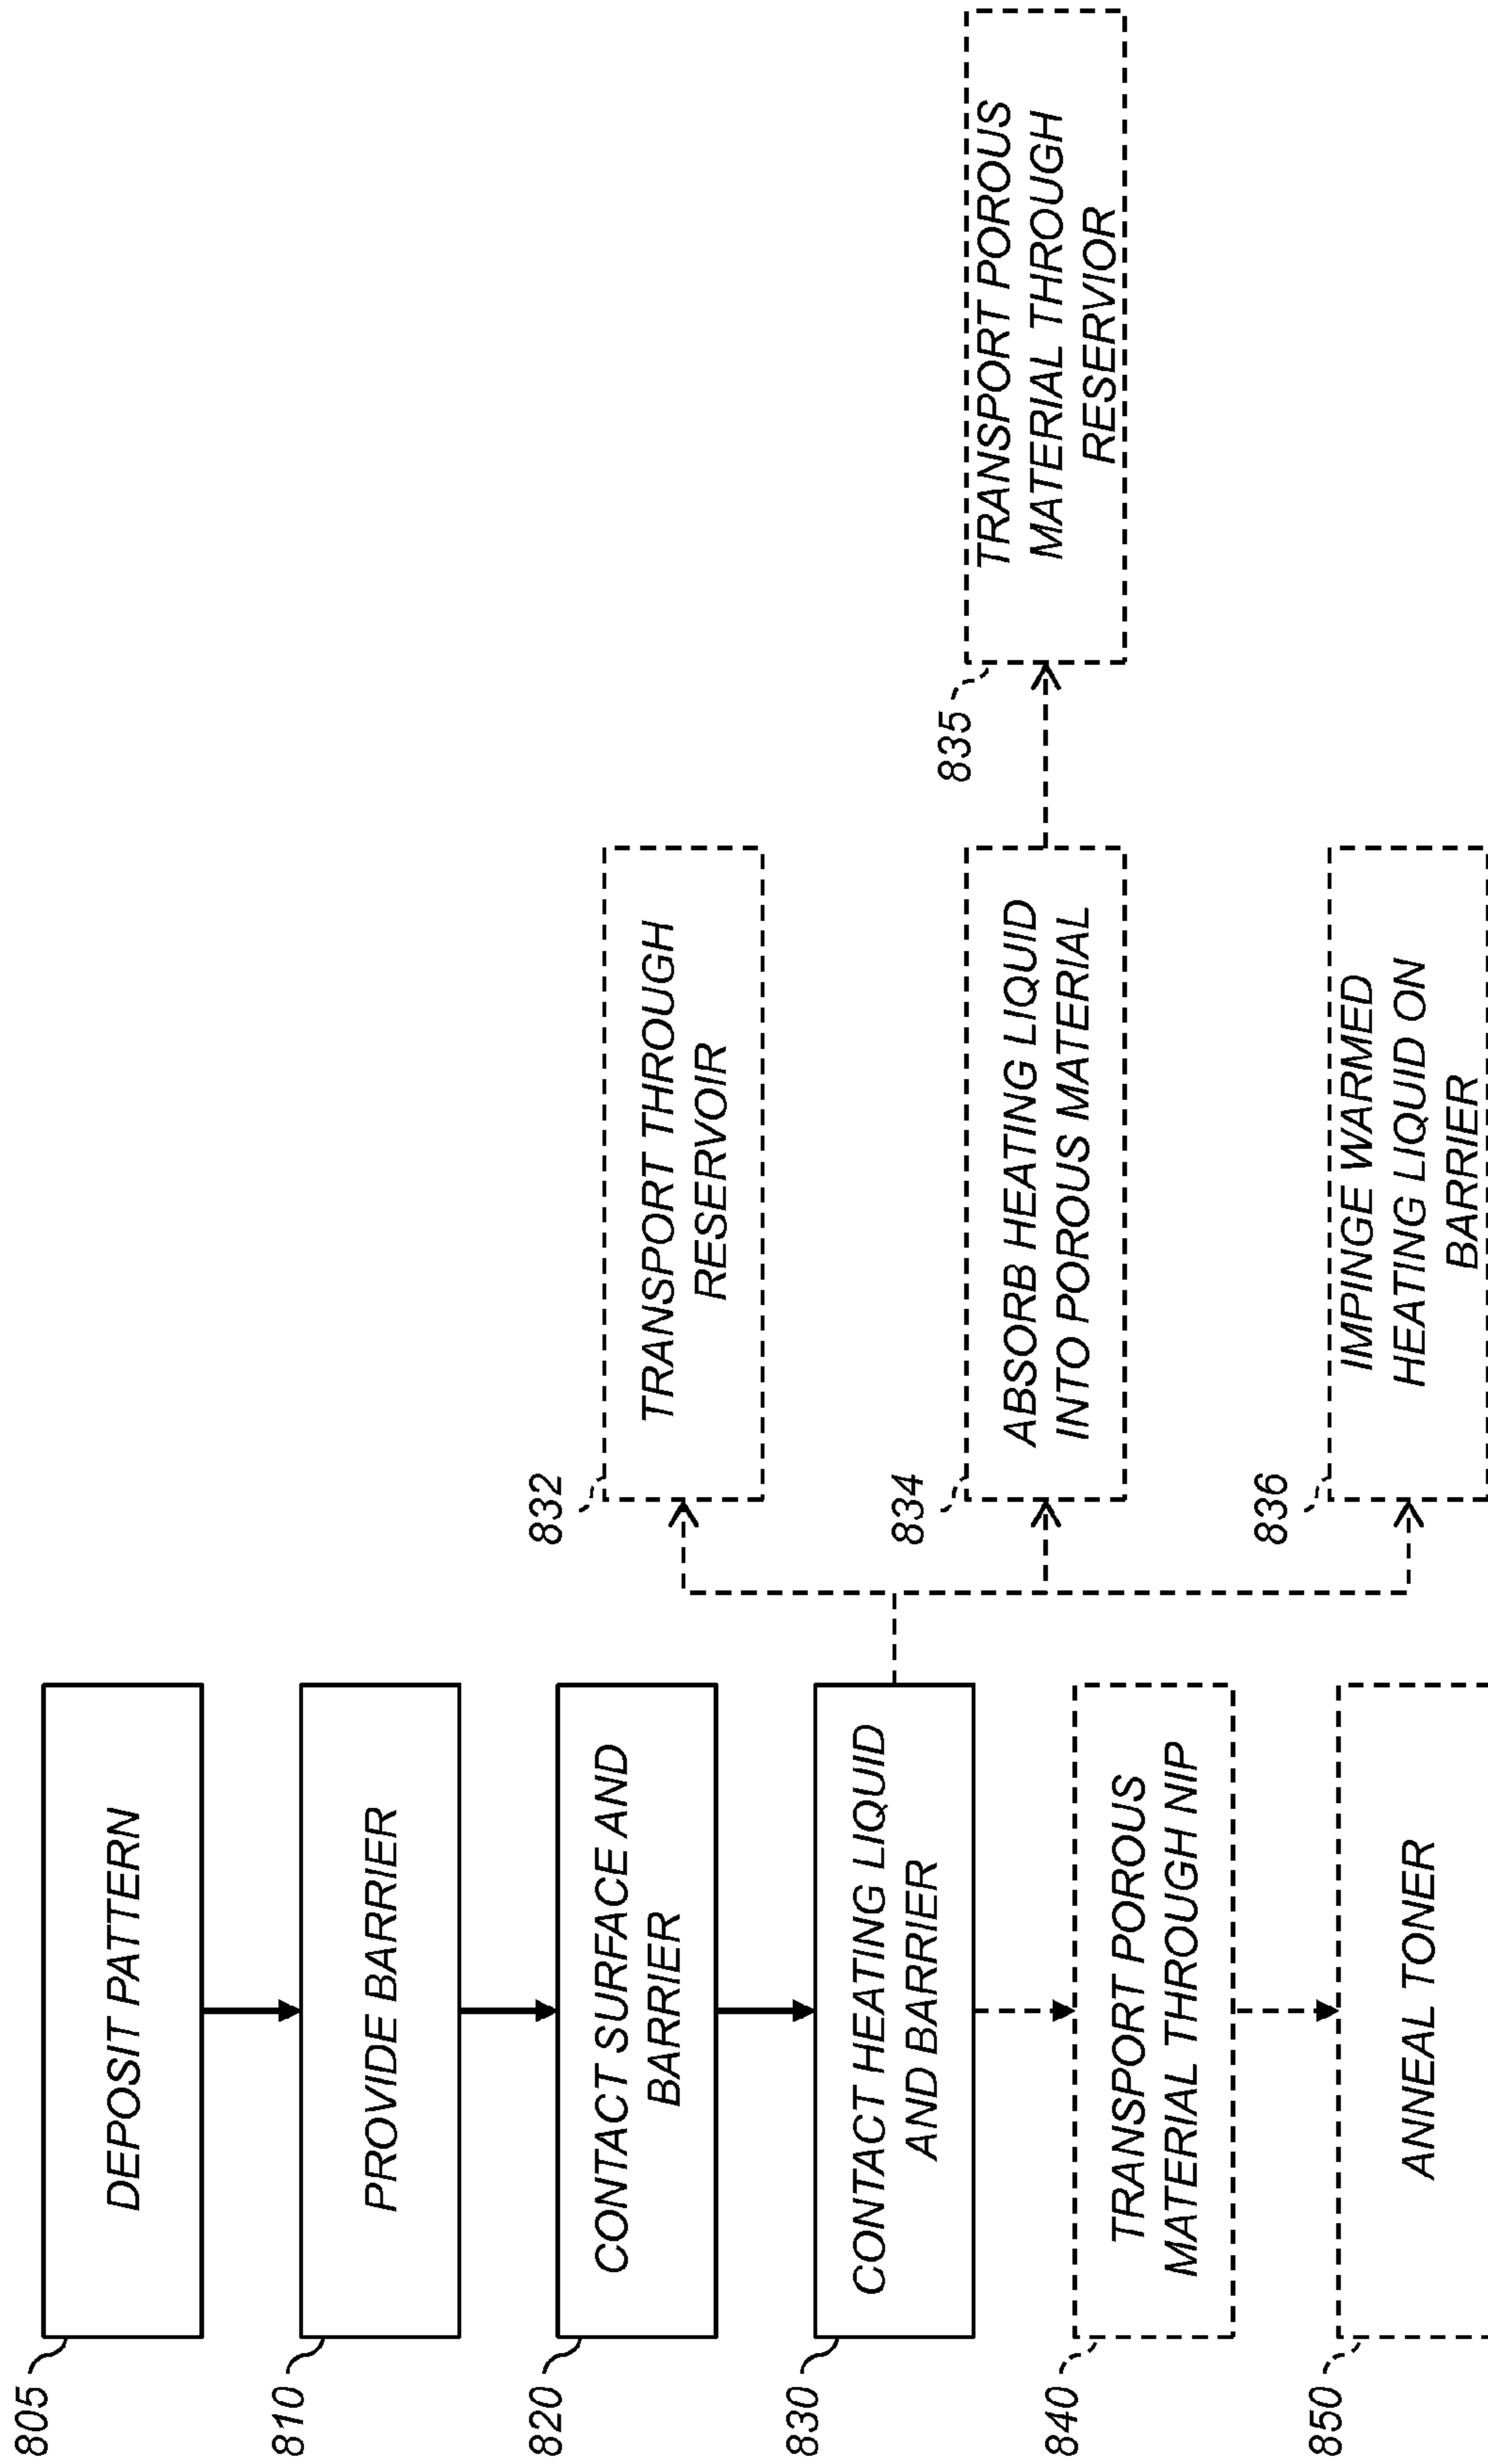 805
DEPOSIT PATTERN
810
PROVIDE BARRIER
820
CONTACT SURFACE AND
BARRIER
830
CONTACT HEATING LIQUID
AND BARRIER
832
TRANSPORT THROUGH
RESERVOIR
834
ABSORB HEATING LIQUID
INTO POROUS MATERIAL
835
TRANSPORT POROUS
MATERIAL THROUGH
RESERVIOR
836
IMPINGE WARMED
HEATING LIQUID ON
BARRIER
840
TRANSPORT POROUS
MATERIAL THROUGH NIP
850
ANNEAL TONER